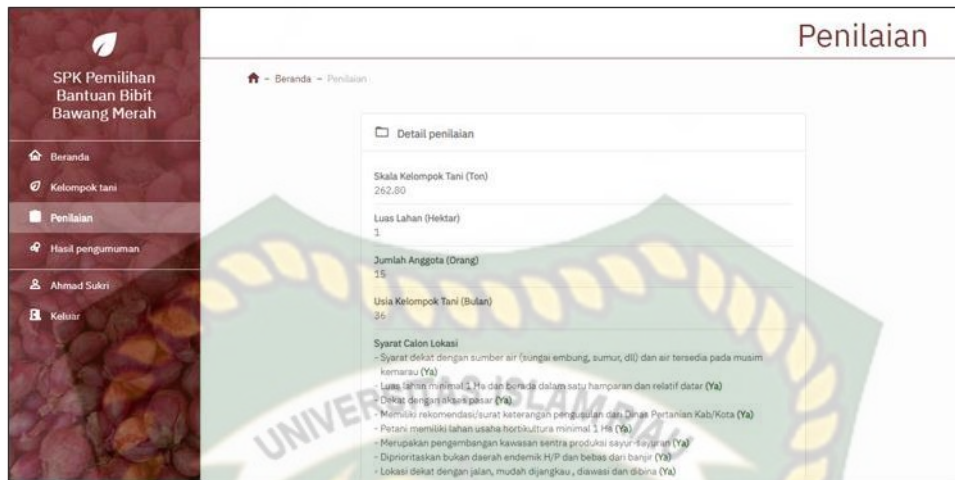 Penilaian
SPK Pemilihan
Bantuan Bibit
Bawang Merah
Beranda
Kelompok tani
Penilaian
Hasil pengumuman
Ahmad Sukri
Keluar
– Beranda – Penilaian
Detail penilaian
Skala Kelompok Tani (Ton)
262.80
Luas Lahan (Hektar)
1
Jumlah Anggota (Orang)
15
Usia Kelompok Tani (Bulan)
36
Syarat Calon Lokasi
- Syarat dekat dengan sumber air (sungai embung, sumur, dll) dan air tersedia pada musim
kemarau (Ya)
- Luas lahan minimal 1 Ha dan berada dalam satu hamparan dan relatif datar (Ya)
- Dekat dengan akses pasar (Ya)
- Memiliki rekomendasi/surat keterangan pengusulan dari Dinas Pertanian Kab/Kota (Ya)
- Petani memiliki lahan usaha hortikultura minimal 1 Ha (Ya)
- Merupakan pengembangan kawasan sentra produksi sayur-sayuran (Ya)
- Diprioritaskan bukan daerah endemik H/P dan bebas dari banjir (Ya)
- Lokasi dekat dengan jalan, mudah dijangkau , diawasi dan dibina (Ya)
UNIVERSITAS ISLAM RIAU